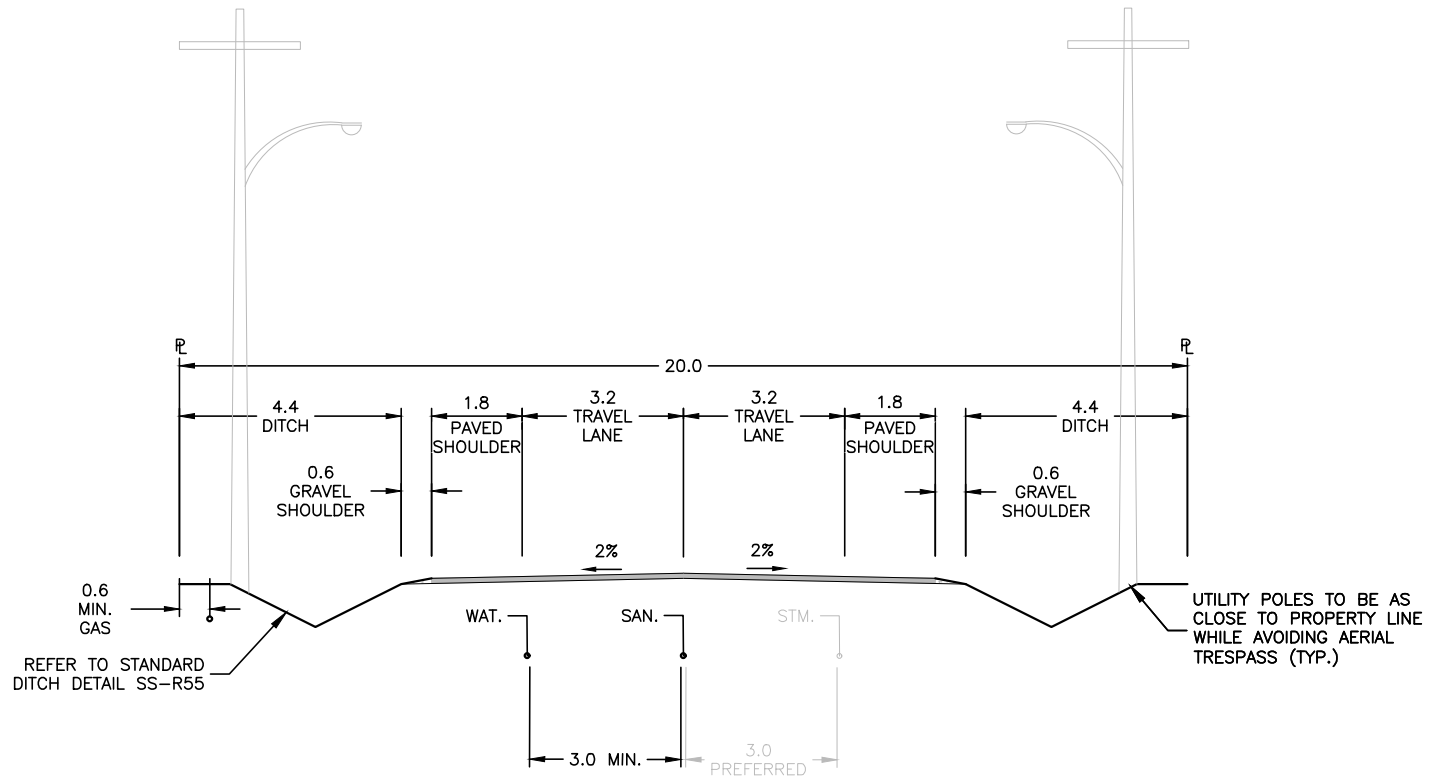 ℄
℄
20.0
4.4
DITCH
1.8
PAVED
SHOULDER
3.2
TRAVEL
LANE
3.2
TRAVEL
LANE
1.8
PAVED
SHOULDER
4.4
DITCH
0.6
GRAVEL
SHOULDER
0.6
GRAVEL
SHOULDER
2%
2%
0.6
MIN.
GAS
WAT.
SAN.
STM.
REFER TO STANDARD
DITCH DETAIL SS-R55
UTILITY POLES TO BE AS
CLOSE TO PROPERTY LINE
WHILE AVOIDING AERIAL
TRESPASS (TYP.)
3.0 MIN.
3.0
PREFERRED